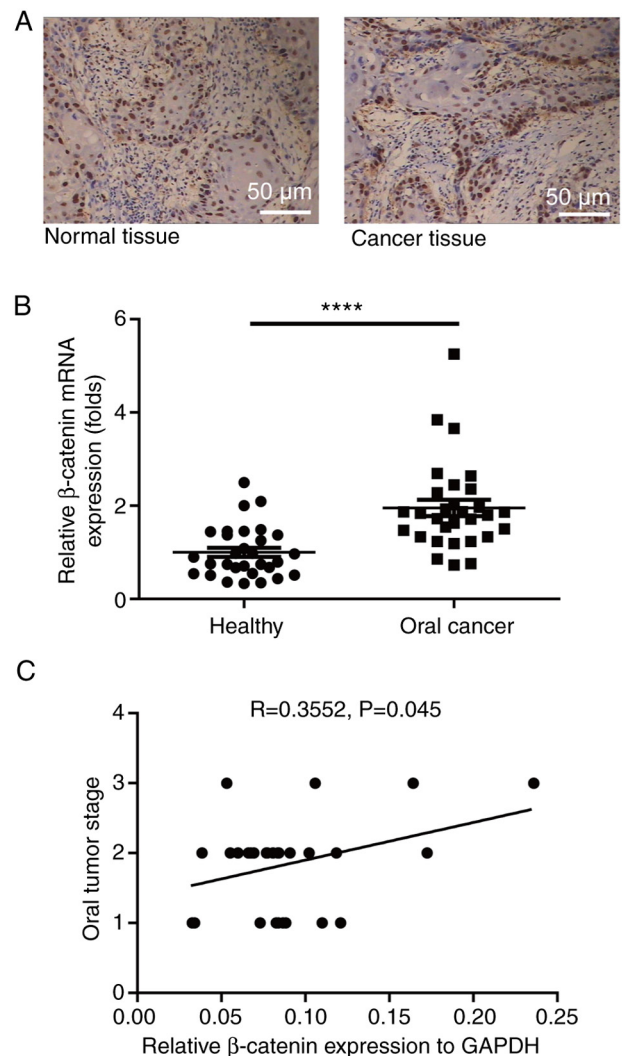 A
50 μm
50 μm
Normal tissue
Cancer tissue
B
****
Relative β-catenin mRNA
expression (folds)
6
4
2
0
Healthy
Oral cancer
C
R=0.3552, P=0.045
Oral tumor stage
4
3
2
1
0
0.00
0.05
0.10
0.15
0.20
0.25
Relative β-catenin expression to GAPDH